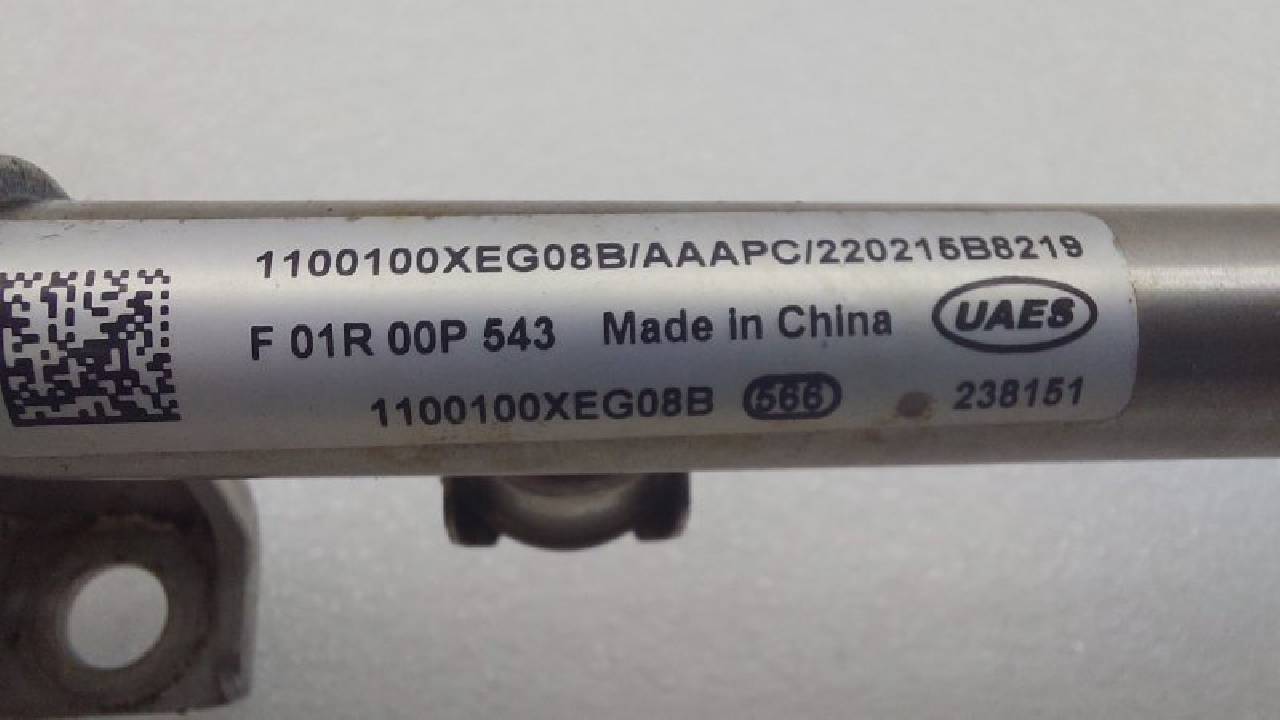 1100100XEG08B/AAAPC/220215B8219
F 01R 00P 543 Made in China UAES
1100100XEG08B 566 238151